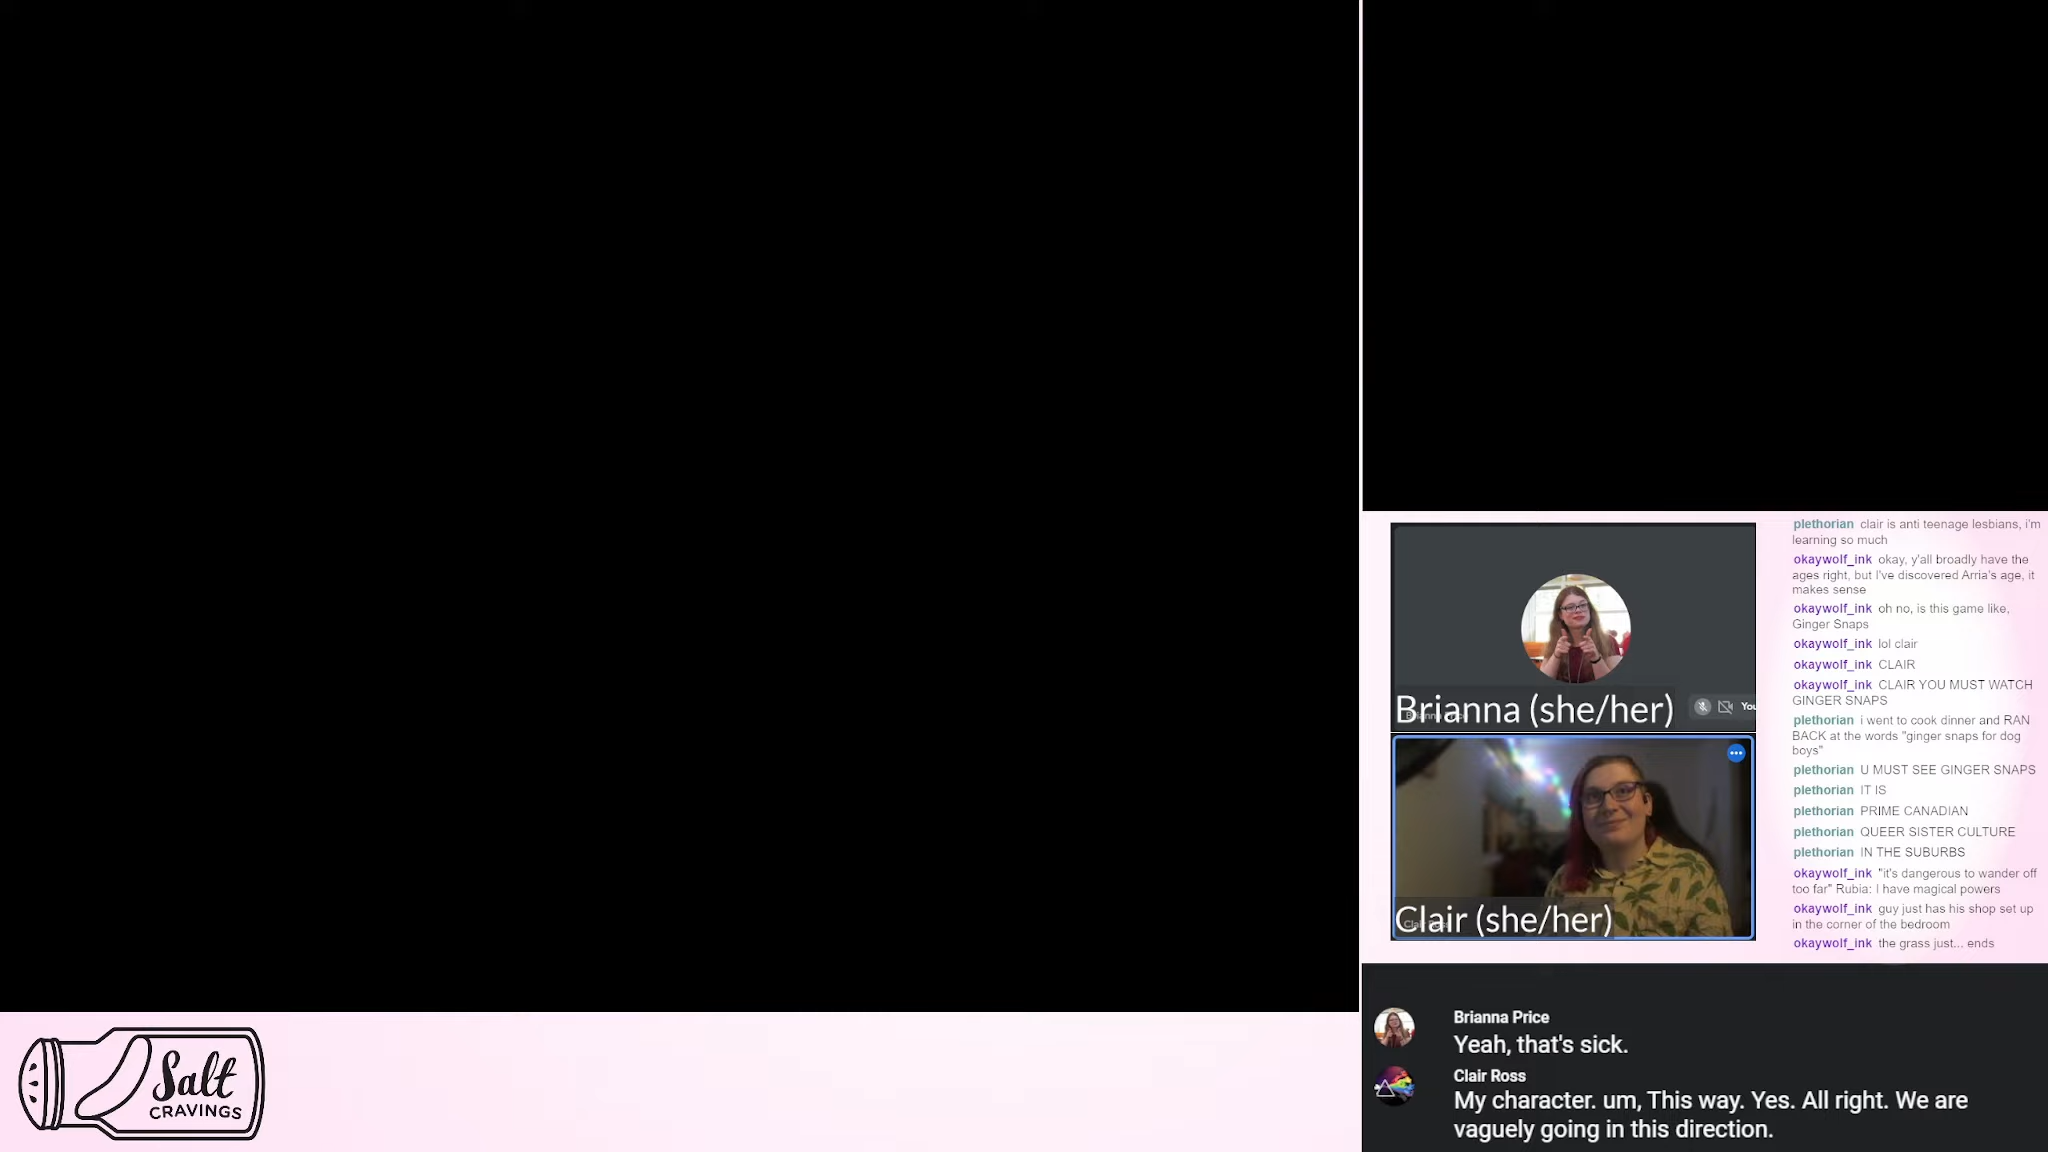 plethorian clair is anti teenage lesbians, i'm
learning so much
okaywolf_ink okay, y'all broadly have the
ages right, but I've discovered Arria's age, it
makes sense
okaywolf_ink oh no, is this game like,
Ginger Snaps
okaywolf_ink lol clair
okaywolf_ink CLAIR
okaywolf_ink CLAIR YOU MUST WATCH
GINGER SNAPS
plethorian i went to cook dinner and RAN
BACK at the words "ginger snaps for dog
boys"
plethorian U MUST SEE GINGER SNAPS
plethorian IT IS
plethorian PRIME CANADIAN
plethorian QUEER SISTER CULTURE
plethorian IN THE SUBURBS
okaywolf_ink "it's dangerous to wander off
too far" Rubia: I have magical powers
okaywolf_ink guy just has his shop set up
in the corner of the bedroom
okaywolf_ink the grass just... ends
Brianna (she/her)
You
Clair (she/her)
Brianna Price
Yeah, that's sick.
Clair Ross
My character. um, This way. Yes. All right. We are
vaguely going in this direction.
Salt
CRAVINGS